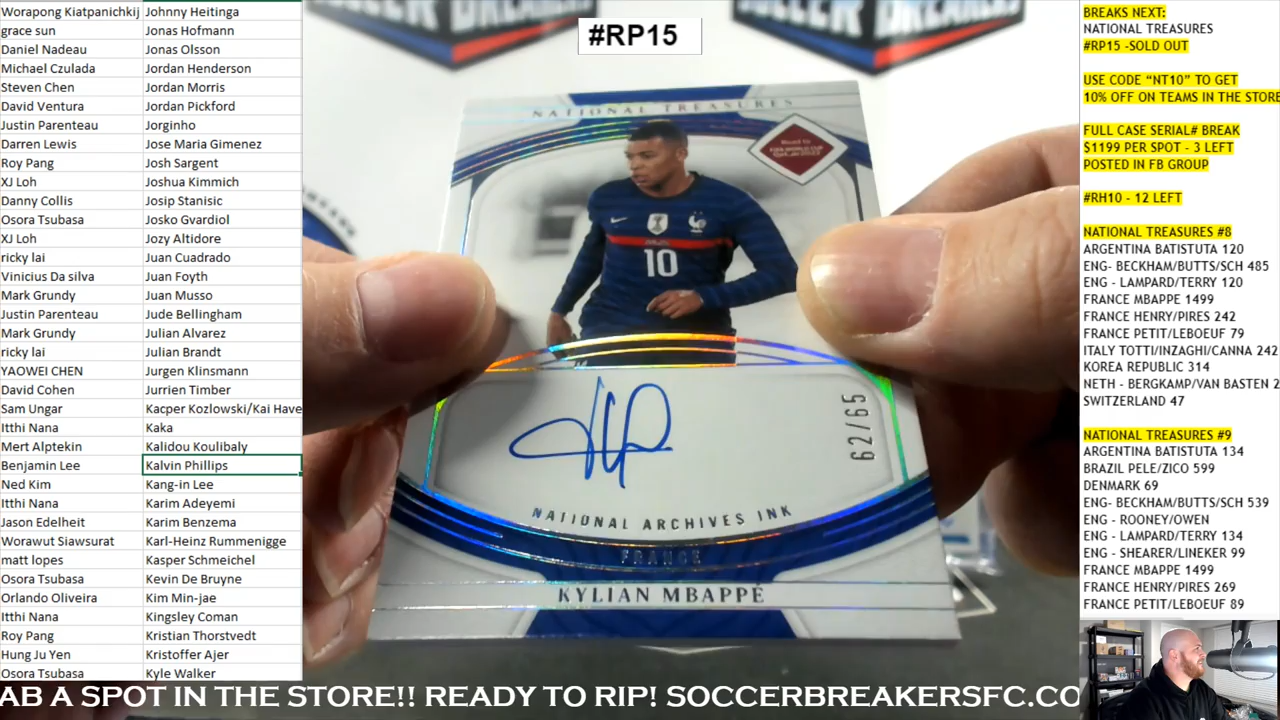 Worapong Kiatpanichkij Johnny Heitinga
grace sun Jonas Hofmann
Daniel Nadeau Jonas Olsson
Michael Czulada Jordan Henderson
Steven Chen Jordan Morris
David Ventura Jordan Pickford
Justin Parenteau Jorginho
Darren Lewis Jose Maria Gimenez
Roy Pang Josh Sargent
XJ Loh Joshua Kimmich
Danny Collis Josip Stanisic
Osora Tsubasa Josko Gvardiol
XJ Loh Jozy Altidore
ricky lai Juan Cuadrado
Vinicius Da silva Juan Foyth
Mark Grundy Juan Musso
Justin Parenteau Jude Bellingham
Mark Grundy Julian Alvarez
ricky lai Julian Brandt
YAOWEI CHEN Jurgen Klinsmann
David Cohen Jurrien Timber
Sam Ungar Kacper Kozlowski/Kai Have
Itthi Nana Kaka
Mert Alptekin Kalidou Koulibaly
Benjamin Lee Kalvin Phillips
Ned Kim Kang-in Lee
Itthi Nana Karim Adeyemi
Jason Edelheit Karim Benzema
Worawut Siawsurat Karl-Heinz Rummenigge
matt lopes Kasper Schmeichel
Osora Tsubasa Kevin De Bruyne
Orlando Oliveira Kim Min-jae
Itthi Nana Kingsley Coman
Roy Pang Kristian Thorstvedt
Hung Ju Yen Kristoffer Ajer
Osora Tsubasa Kyle Walker
#RP15
NATIONAL TREASURES
Road to
FIFA WORLD CUP
Qatar2022
10
62/65
NATIONAL ARCHIVES INK
FRANCE
KYLIAN MBAPPÉ
BREAKS NEXT:
NATIONAL TREASURES
#RP15 -SOLD OUT
USE CODE “NT10” TO GET
10% OFF ON TEAMS IN THE STORE
FULL CASE SERIAL# BREAK
$1199 PER SPOT - 3 LEFT
POSTED IN FB GROUP
#RH10 - 12 LEFT
NATIONAL TREASURES #8
ARGENTINA BATISTUTA 120
ENG- BECKHAM/BUTTS/SCH 485
ENG - LAMPARD/TERRY 120
FRANCE MBAPPE 1499
FRANCE HENRY/PIRES 242
FRANCE PETIT/LEBOEUF 79
ITALY TOTTI/INZAGHI/CANNA 242
KOREA REPUBLIC 314
NETH - BERGKAMP/VAN BASTEN 2
SWITZERLAND 47
NATIONAL TREASURES #9
ARGENTINA BATISTUTA 134
BRAZIL PELE/ZICO 599
DENMARK 69
ENG- BECKHAM/BUTTS/SCH 539
ENG - ROONEY/OWEN
ENG - LAMPARD/TERRY 134
ENG - SHEARER/LINEKER 99
FRANCE MBAPPE 1499
FRANCE HENRY/PIRES 269
FRANCE PETIT/LEBOEUF 89
AB A SPOT IN THE STORE!! READY TO RIP! SOCCERBREAKERSFC.CO